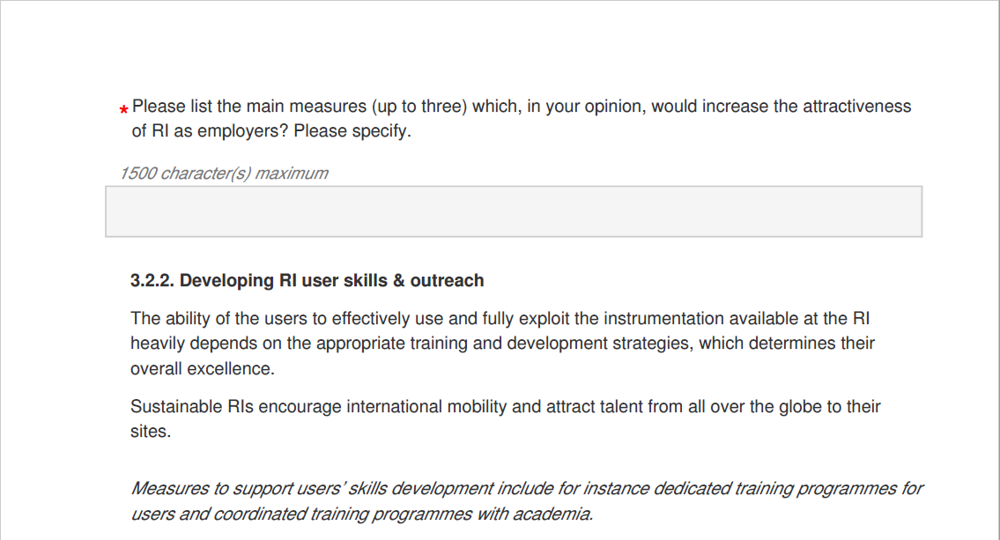 * Please list the main measures (up to three) which, in your opinion, would increase the attractiveness
of RI as employers? Please specify.
1500 character(s) maximum
3.2.2. Developing RI user skills & outreach
The ability of the users to effectively use and fully exploit the instrumentation available at the RI
heavily depends on the appropriate training and development strategies, which determines their
overall excellence.
Sustainable RIs encourage international mobility and attract talent from all over the globe to their
sites.
Measures to support users’ skills development include for instance dedicated training programmes for
users and coordinated training programmes with academia.